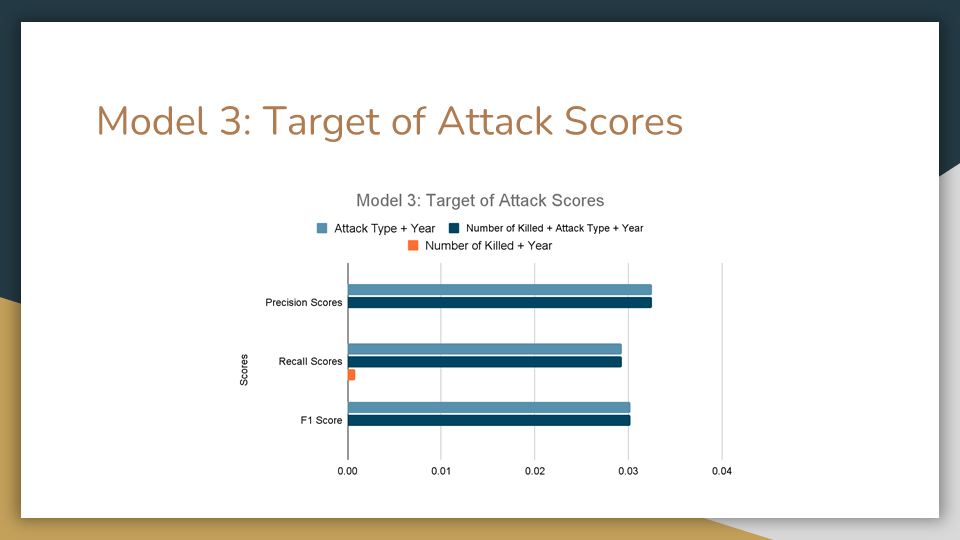 Model 3: Target of Attack Scores
Model 3: Target of Attack Scores
Attack Type + Year Number of Killed + Attack Type + Year
Number of Killed + Year
Precision Scores
Scores
Recall Scores
F1 Score
0.00 0.01 0.02 0.03 0.04